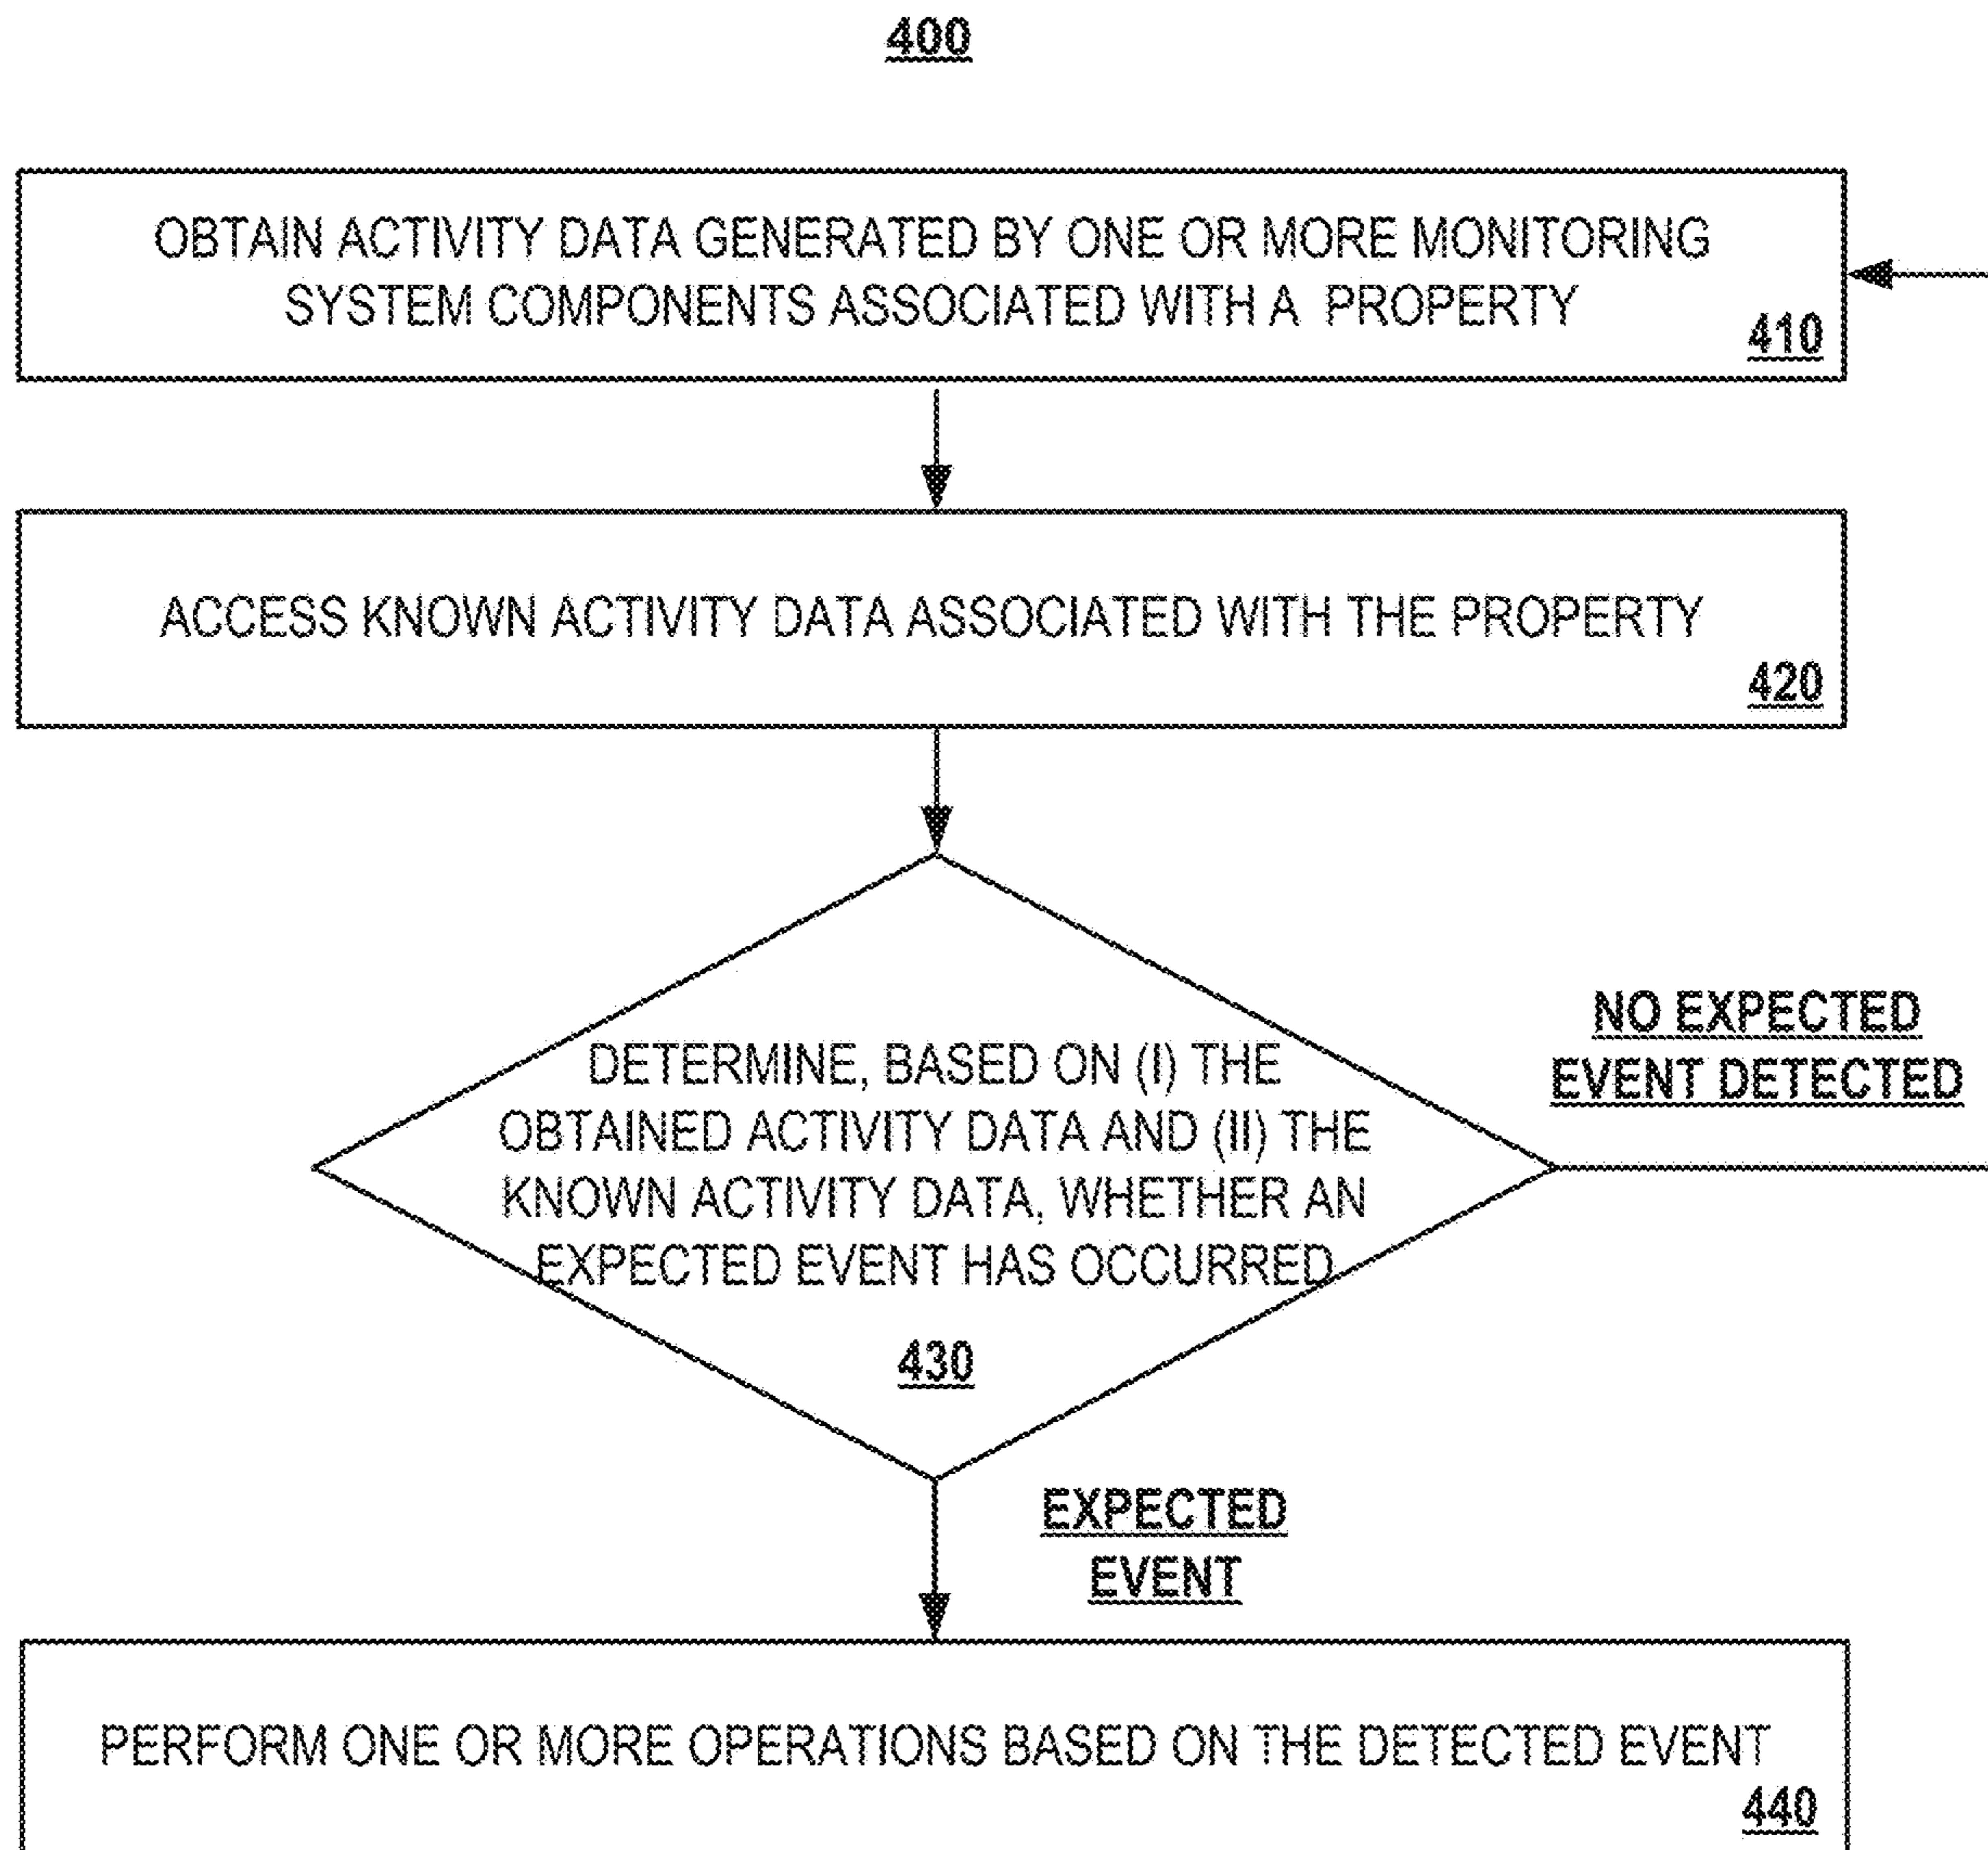 400
OBTAIN ACTIVITY DATA GENERATED BY ONE OR MORE MONITORING
SYSTEM COMPONENTS ASSOCIATED WITH A PROPERTY
410
ACCESS KNOWN ACTIVITY DATA ASSOCIATED WITH THE PROPERTY
420
DETERMINE, BASED ON (I) THE
OBTAINED ACTIVITY DATA AND (II) THE
KNOWN ACTIVITY DATA, WHETHER AN
EXPECTED EVENT HAS OCCURRED
430
NO EXPECTED
EVENT DETECTED
EXPECTED
EVENT
PERFORM ONE OR MORE OPERATIONS BASED ON THE DETECTED EVENT
440